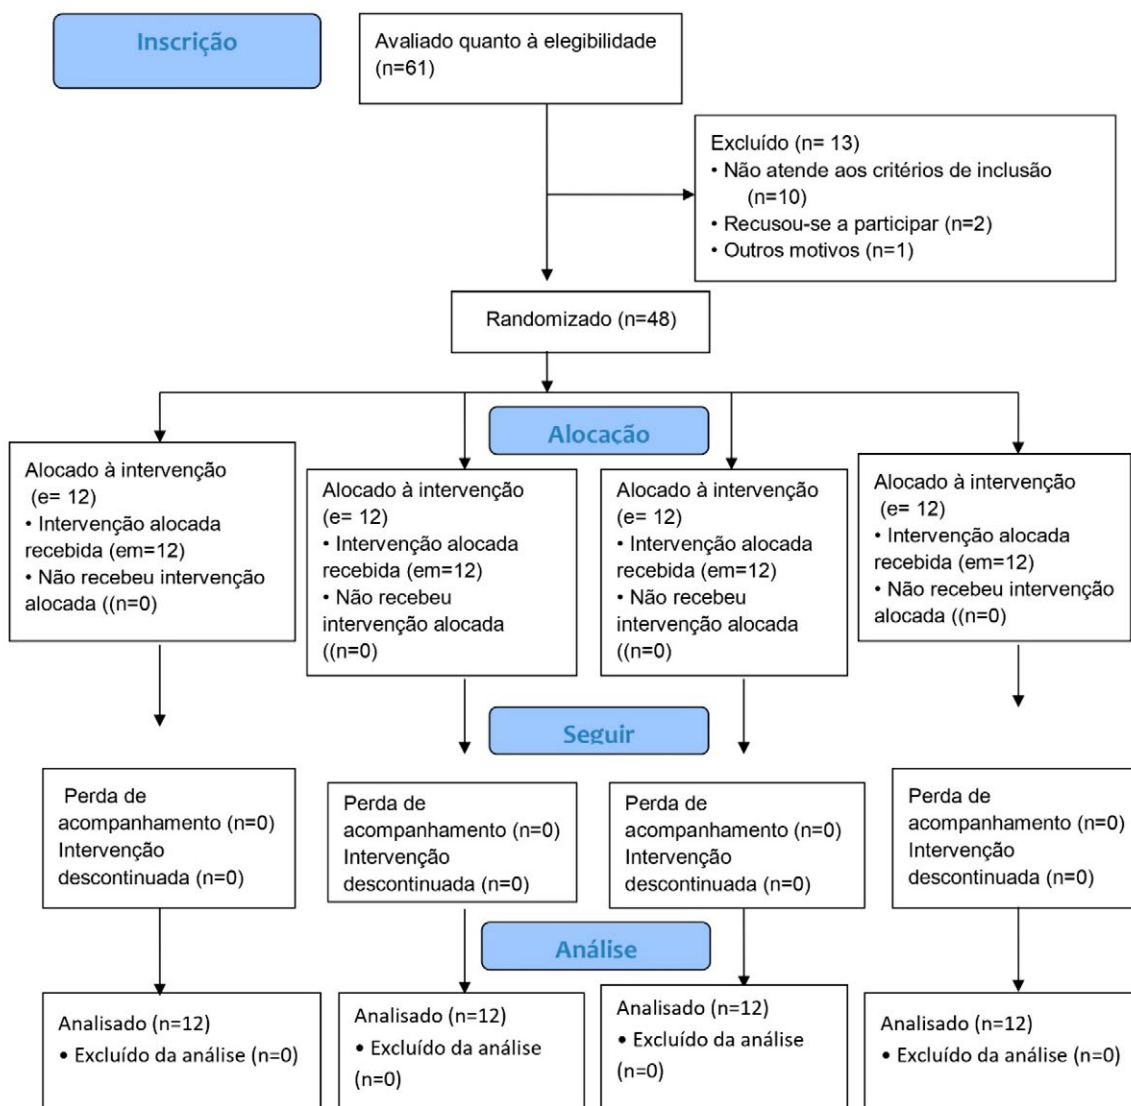 Inscrição
Avaliado quanto à elegibilidade
(n=61)
Excluído (n= 13)
• Não atende aos critérios de inclusão
(n=10)
• Recusou-se a participar (n=2)
• Outros motivos (n=1)
Randomizado (n=48)
Alocação
Alocado à intervenção
(e= 12)
• Intervenção alocada
recebida (em=12)
• Não recebeu intervenção
alocada ((n=0)
Alocado à intervenção
(e= 12)
• Intervenção alocada
recebida (em=12)
• Não recebeu
intervenção alocada
((n=0)
Alocado à intervenção
(e= 12)
• Intervenção alocada
recebida (em=12)
• Não recebeu
intervenção alocada
((n=0)
Alocado à intervenção
(e= 12)
• Intervenção alocada
recebida (em=12)
• Não recebeu intervenção
alocada ((n=0)
Seguir
Perda de
acompanhamento (n=0)
Intervenção
descontinuada (n=0)
Perda de
acompanhamento (n=0)
Intervenção
descontinuada (n=0)
Perda de
acompanhamento (n=0)
Intervenção
descontinuada (n=0)
Perda de
acompanhamento (n=0)
Intervenção
descontinuada (n=0)
Análise
Analisado (n=12)
• Excluído da análise (n=0)
Analisado (n=12)
• Excluído da análise
(n=0)
Analisado (n=12)
• Excluído da análise
(n=0)
Analisado (n=12)
• Excluído da análise (n=0)